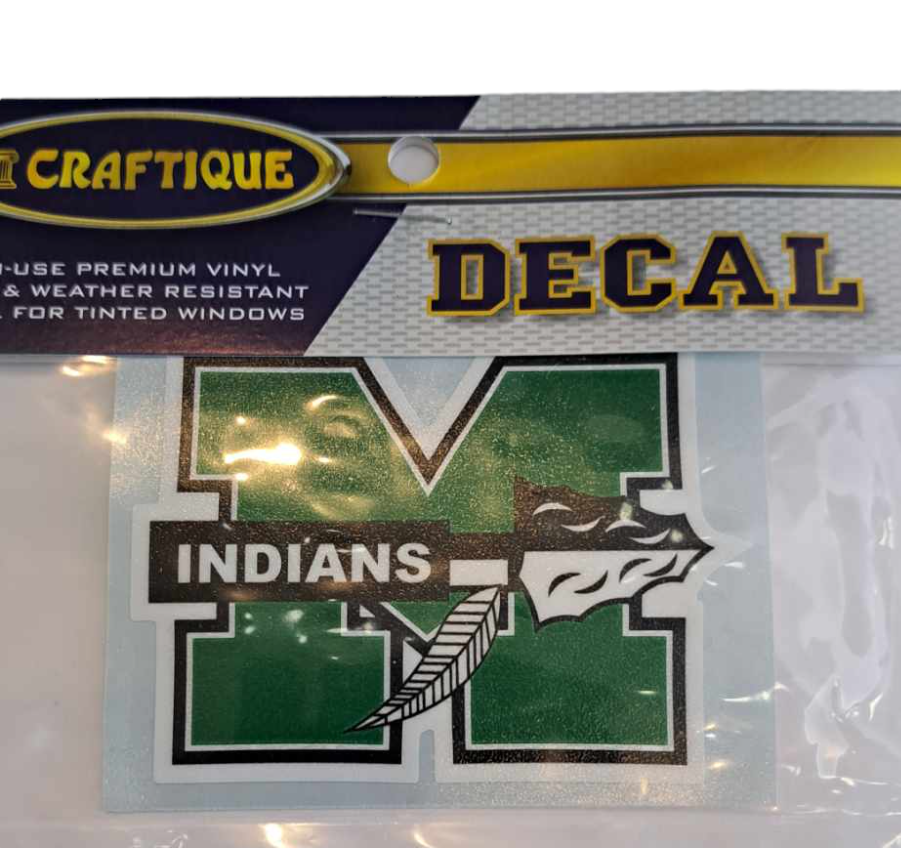 CRAFTIQUE
DECAL
-USE PREMIUM VINYL
& WEATHER RESISTANT
FOR TINTED WINDOWS
M
INDIANS